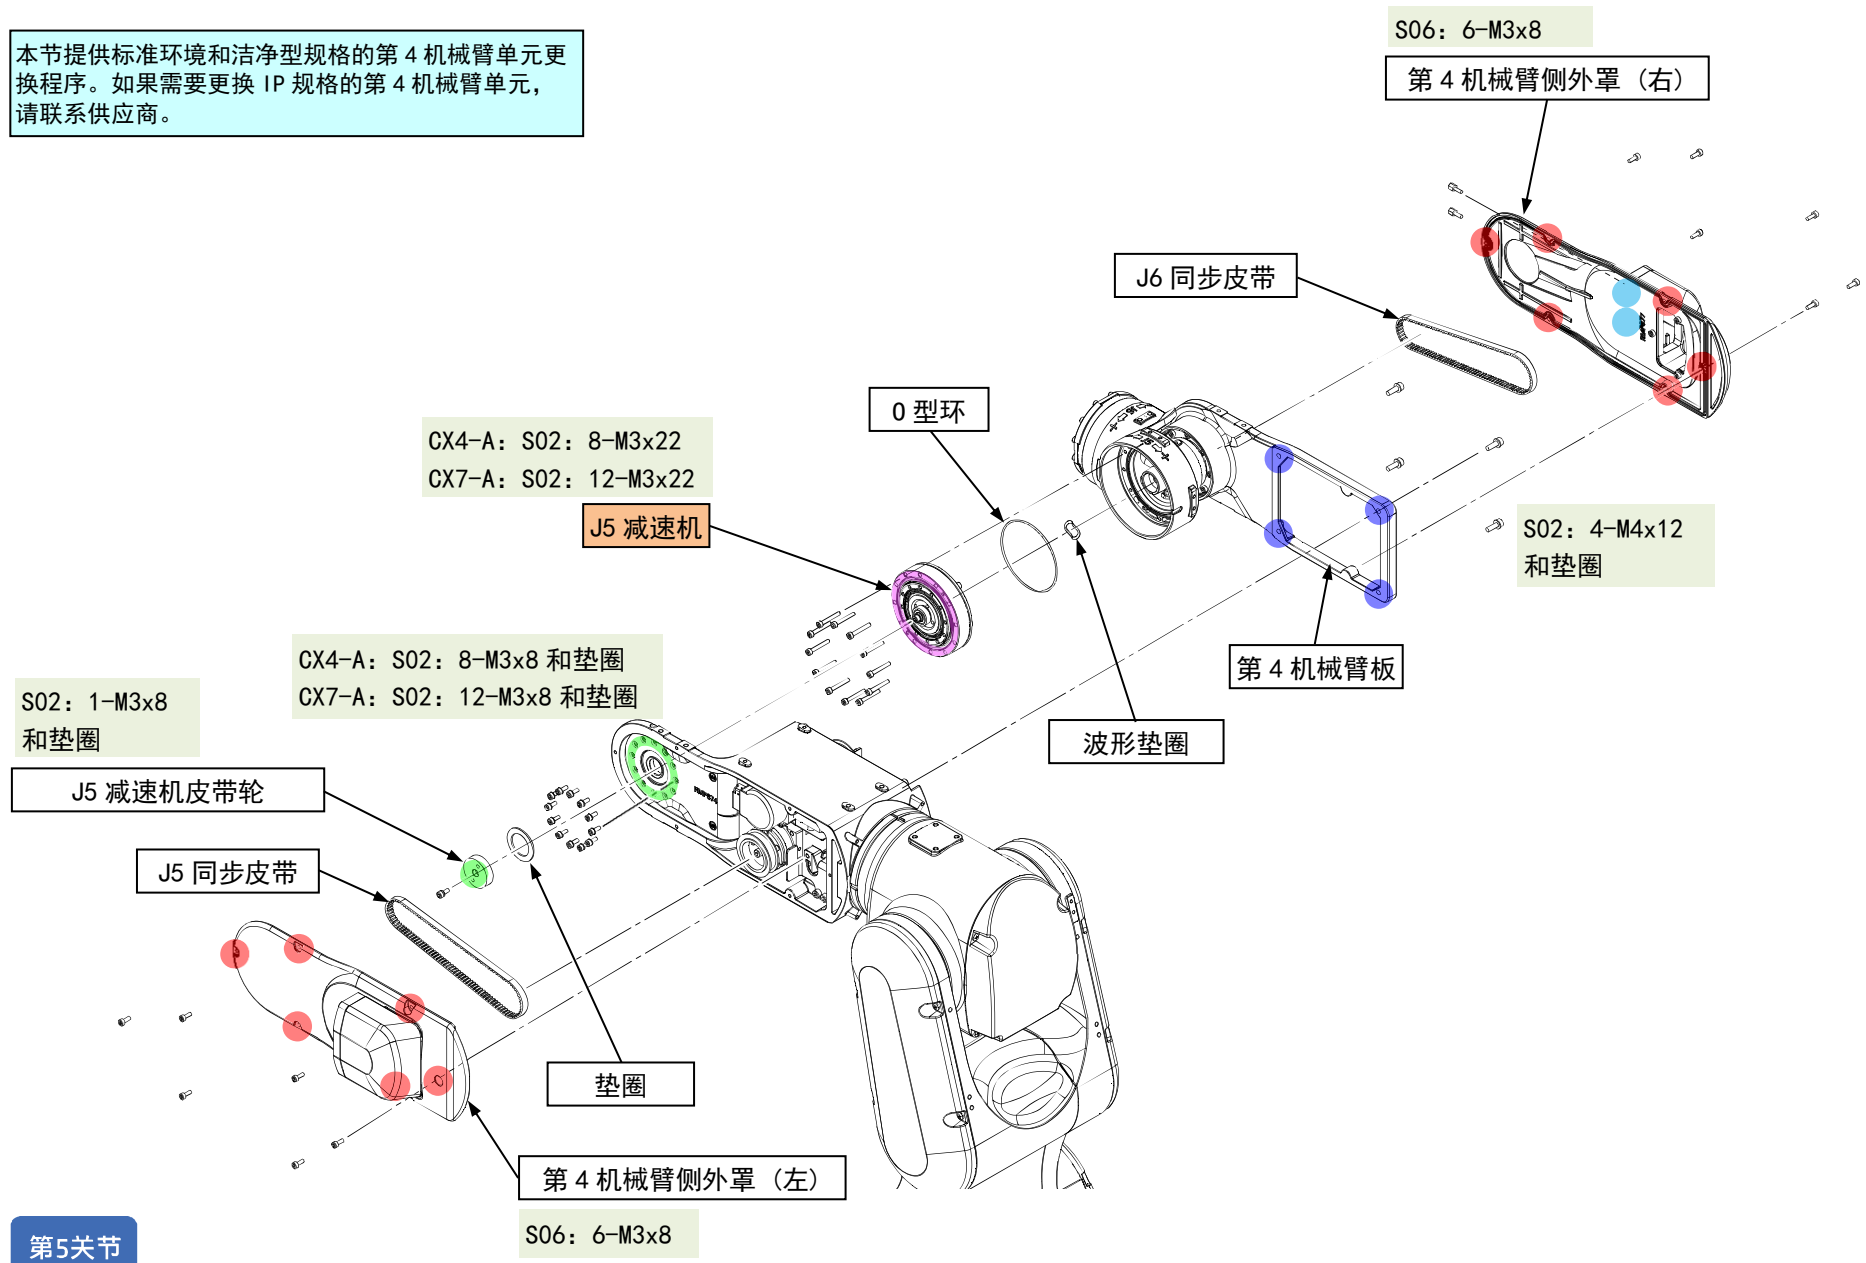 本节提供标准环境和洁净型规格的第 4 机械臂单元更
换程序。如果需要更换 IP 规格的第 4 机械臂单元，
请联系供应商。
S06: 6-M3x8
第 4 机械臂侧外罩 (右)
J6 同步皮带
O 型环
CX4-A: S02: 8-M3x22
CX7-A: S02: 12-M3x22
J5 减速机
S02: 4-M4x12
和垫圈
第 4 机械臂板
波形垫圈
CX4-A: S02: 8-M3x8 和垫圈
CX7-A: S02: 12-M3x8 和垫圈
S02: 1-M3x8
和垫圈
J5 减速机皮带轮
J5 同步皮带
垫圈
第 4 机械臂侧外罩 (左)
S06: 6-M3x8
第5关节